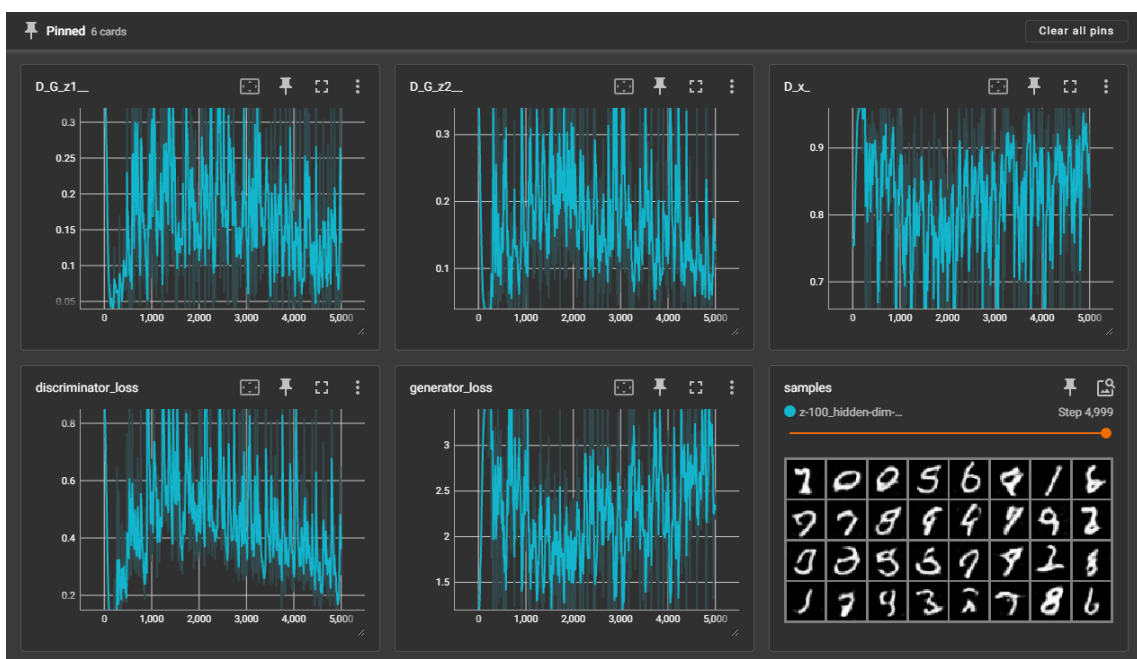 Pinned 6 cards
Clear all pins
D_G_z1__
0.3
0.25
0.2
0.15
0.1
0.05
0 1,000 2,000 3,000 4,000 5,000
D_G_z2__
0.3
0.2
0.1
0 1,000 2,000 3,000 4,000 5,000
D_x_
0.9
0.8
0.7
0 1,000 2,000 3,000 4,000 5,000
discriminator_loss
0.8
0.6
0.4
0.2
0 1,000 2,000 3,000 4,000 5,000
generator_loss
3
2.5
2
1.5
0 1,000 2,000 3,000 4,000 5,000
samples
z-100_hidden-dim-...
Step 4,999